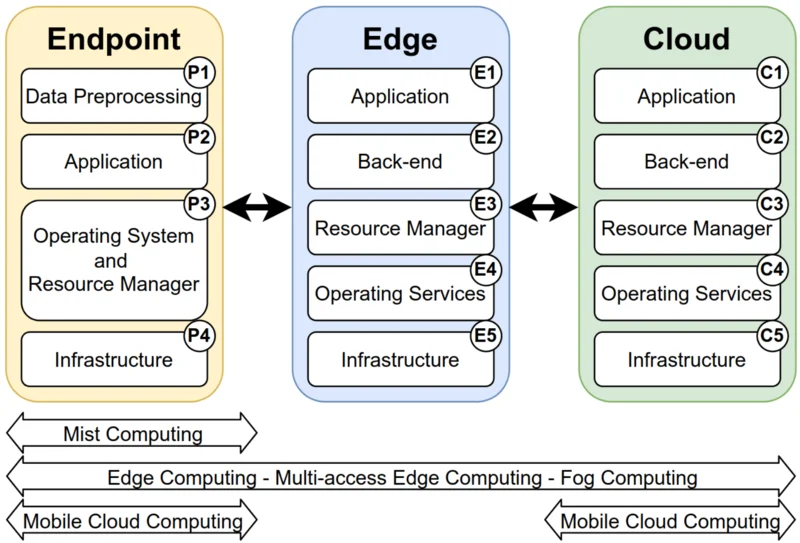 Endpoint
P1
Data Preprocessing
P2
Application
P3
Operating System
and
Resource Manager
P4
Infrastructure
Edge
E1
Application
E2
Back-end
E3
Resource Manager
E4
Operating Services
E5
Infrastructure
Cloud
C1
Application
C2
Back-end
C3
Resource Manager
C4
Operating Services
C5
Infrastructure
Mist Computing
Edge Computing - Multi-access Edge Computing - Fog Computing
Mobile Cloud Computing
Mobile Cloud Computing